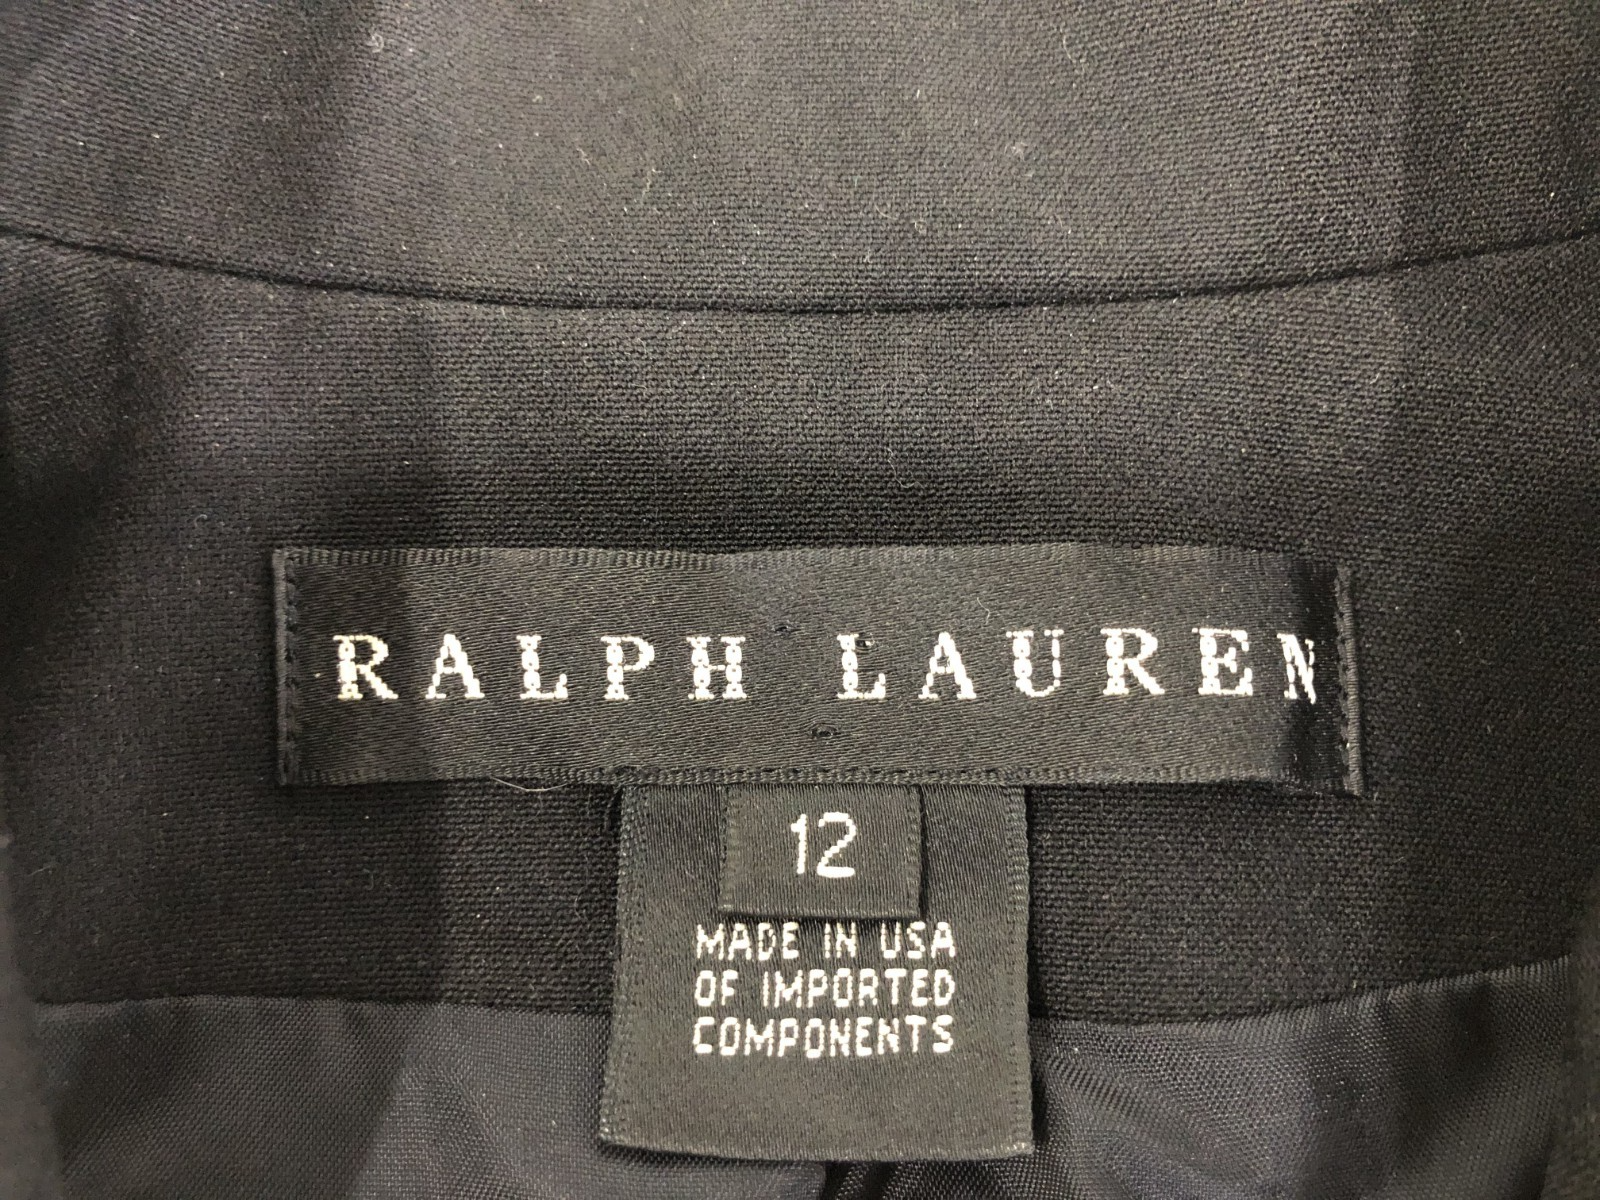 RALPH LAUREN
12
MADE IN USA
OF IMPORTED
COMPONENTS